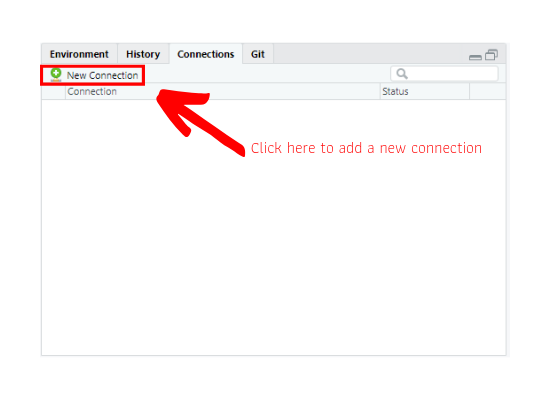 Environment History Connections Git
New Connection
Connection Status
Click here to add a new connection